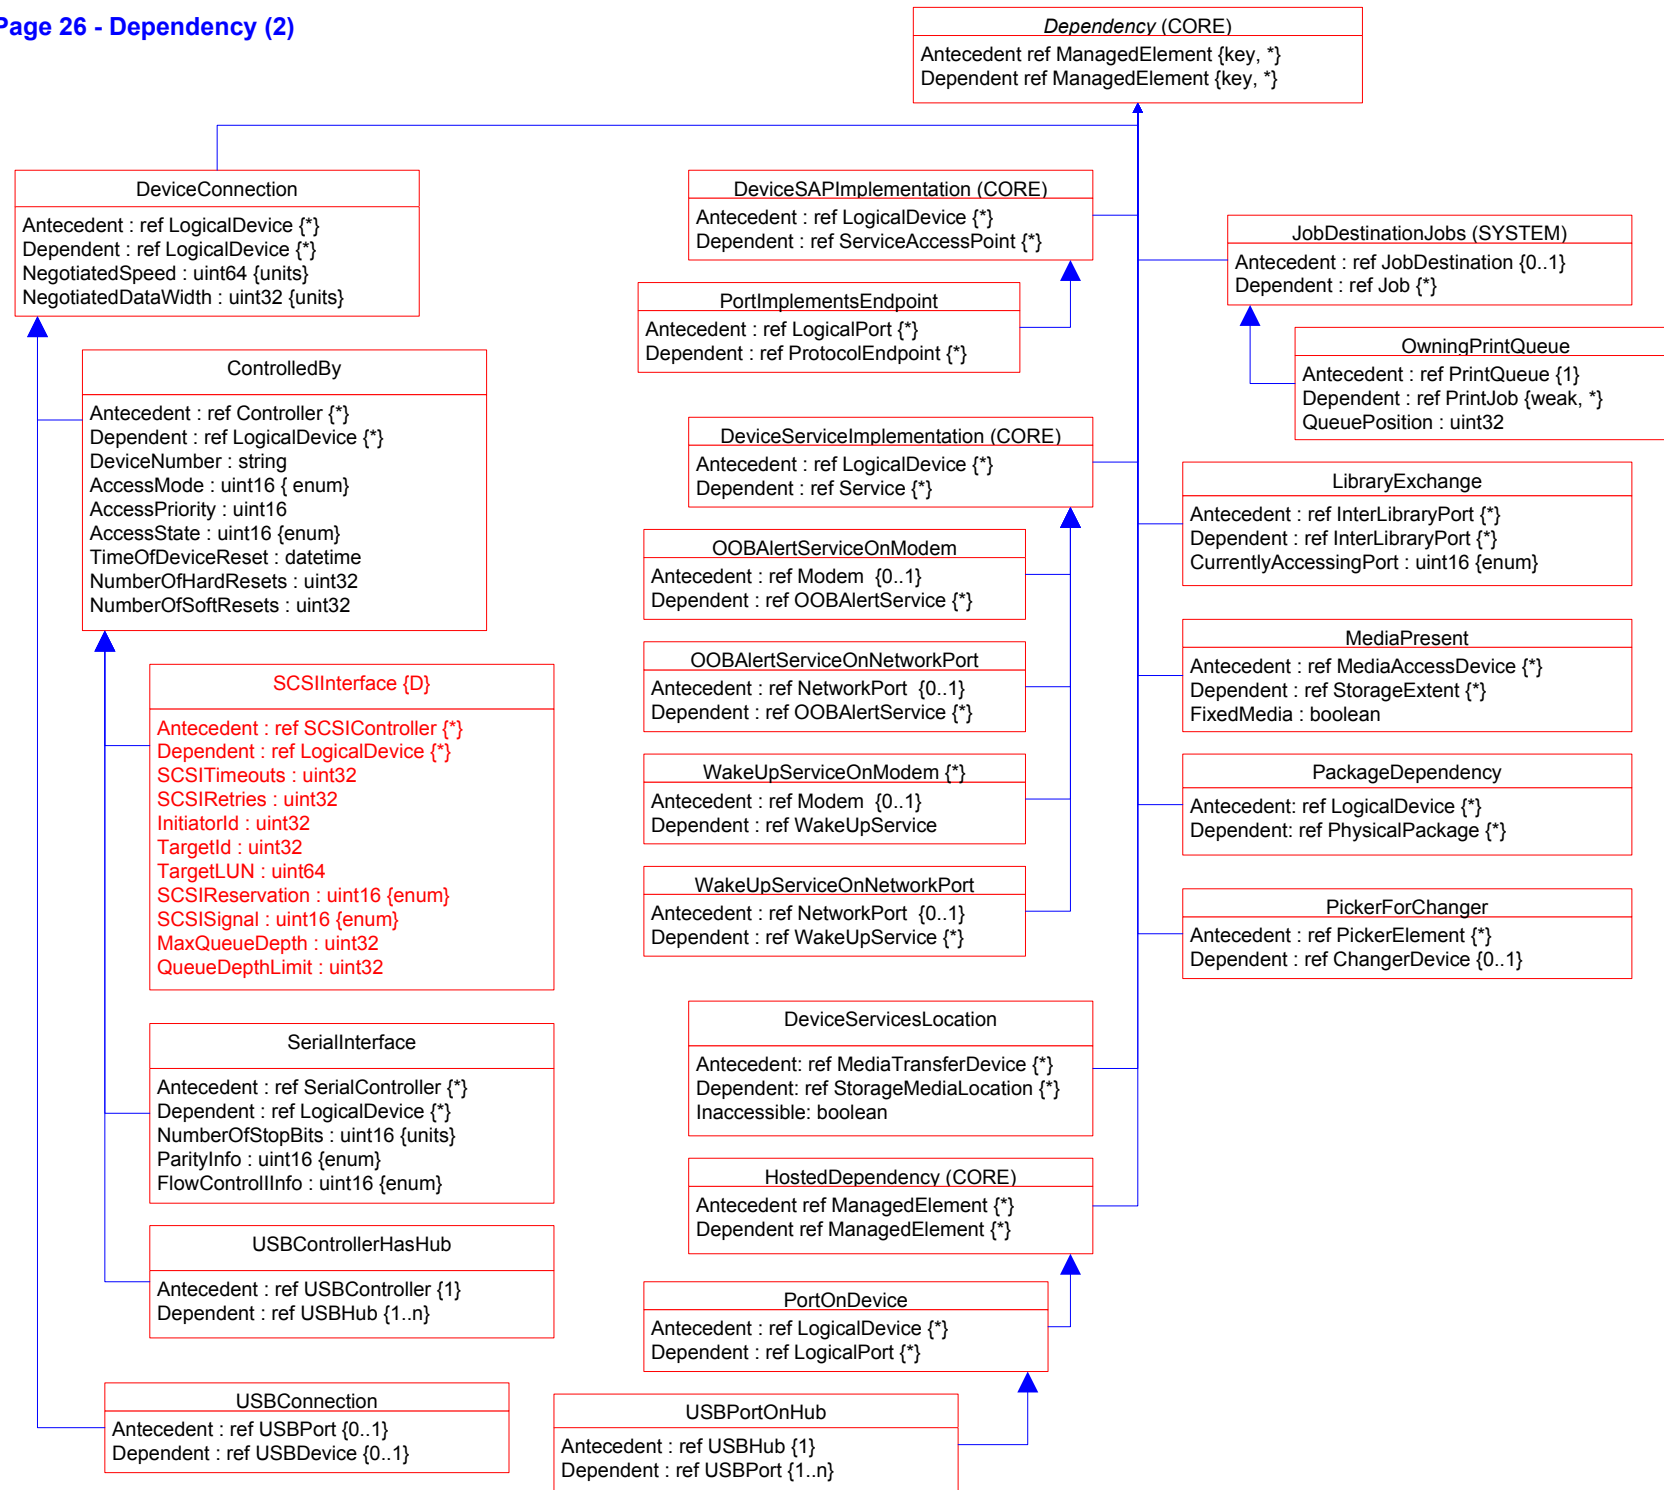 Page 26 - Dependency (2)
Dependency (CORE)
Antecedent ref ManagedElement {key, *}
Dependent ref ManagedElement {key, *}
DeviceConnection
Antecedent : ref LogicalDevice {*}
Dependent : ref LogicalDevice {*}
NegotiatedSpeed : uint64 {units}
NegotiatedDataWidth : uint32 {units}
ControlledBy
Antecedent : ref Controller {*}
Dependent : ref LogicalDevice {*}
DeviceNumber : string
AccessMode : uint16 { enum}
AccessPriority : uint16
AccessState : uint16 {enum}
TimeOfDeviceReset : datetime
NumberOfHardResets : uint32
NumberOfSoftResets : uint32
SCSIInterface {D}
Antecedent : ref SCSIController {*}
Dependent : ref LogicalDevice {*}
SCSITimeouts : uint32
SCSIRetries : uint32
InitiatorId : uint32
TargetId : uint32
TargetLUN : uint64
SCSIReservation : uint16 {enum}
SCSISignal : uint16 {enum}
MaxQueueDepth : uint32
QueueDepthLimit : uint32
SerialInterface
Antecedent : ref SerialController {*}
Dependent : ref LogicalDevice {*}
NumberOfStopBits : uint16 {units}
ParityInfo : uint16 {enum}
FlowControlInfo : uint16 {enum}
USBControllerHasHub
Antecedent : ref USBController {1}
Dependent : ref USBHub {1..n}
USBConnection
Antecedent : ref USBPort {0..1}
Dependent : ref USBDevice {0..1}
DeviceSAPImplementation (CORE)
Antecedent : ref LogicalDevice {*}
Dependent : ref ServiceAccessPoint {*}
PortImplementsEndpoint
Antecedent : ref LogicalPort {*}
Dependent : ref ProtocolEndpoint {*}
DeviceServiceImplementation (CORE)
Antecedent : ref LogicalDevice {*}
Dependent : ref Service {*}
OOBAlertServiceOnModem
Antecedent : ref Modem {0..1}
Dependent : ref OOBAlertService {*}
OOBAlertServiceOnNetworkPort
Antecedent : ref NetworkPort {0..1}
Dependent : ref OOBAlertService {*}
WakeUpServiceOnModem {*}
Antecedent : ref Modem {0..1}
Dependent : ref WakeUpService
WakeUpServiceOnNetworkPort
Antecedent : ref NetworkPort {0..1}
Dependent : ref WakeUpService {*}
DeviceServicesLocation
Antecedent: ref MediaTransferDevice {*}
Dependent: ref StorageMediaLocation {*}
Inaccessible: boolean
HostedDependency (CORE)
Antecedent ref ManagedElement {*}
Dependent ref ManagedElement {*}
PortOnDevice
Antecedent : ref LogicalDevice {*}
Dependent : ref LogicalPort {*}
USBPortOnHub
Antecedent : ref USBHub {1}
Dependent : ref USBPort {1..n}
JobDestinationJobs (SYSTEM)
Antecedent : ref JobDestination {0..1}
Dependent : ref Job {*}
OwningPrintQueue
Antecedent : ref PrintQueue {1}
Dependent : ref PrintJob {weak, *}
QueuePosition : uint32
LibraryExchange
Antecedent : ref InterLibraryPort {*}
Dependent : ref InterLibraryPort {*}
CurrentlyAccessingPort : uint16 {enum}
MediaPresent
Antecedent : ref MediaAccessDevice {*}
Dependent : ref StorageExtent {*}
FixedMedia : boolean
PackageDependency
Antecedent: ref LogicalDevice {*}
Dependent: ref PhysicalPackage {*}
PickerForChanger
Antecedent : ref PickerElement {*}
Dependent : ref ChangerDevice {0..1}